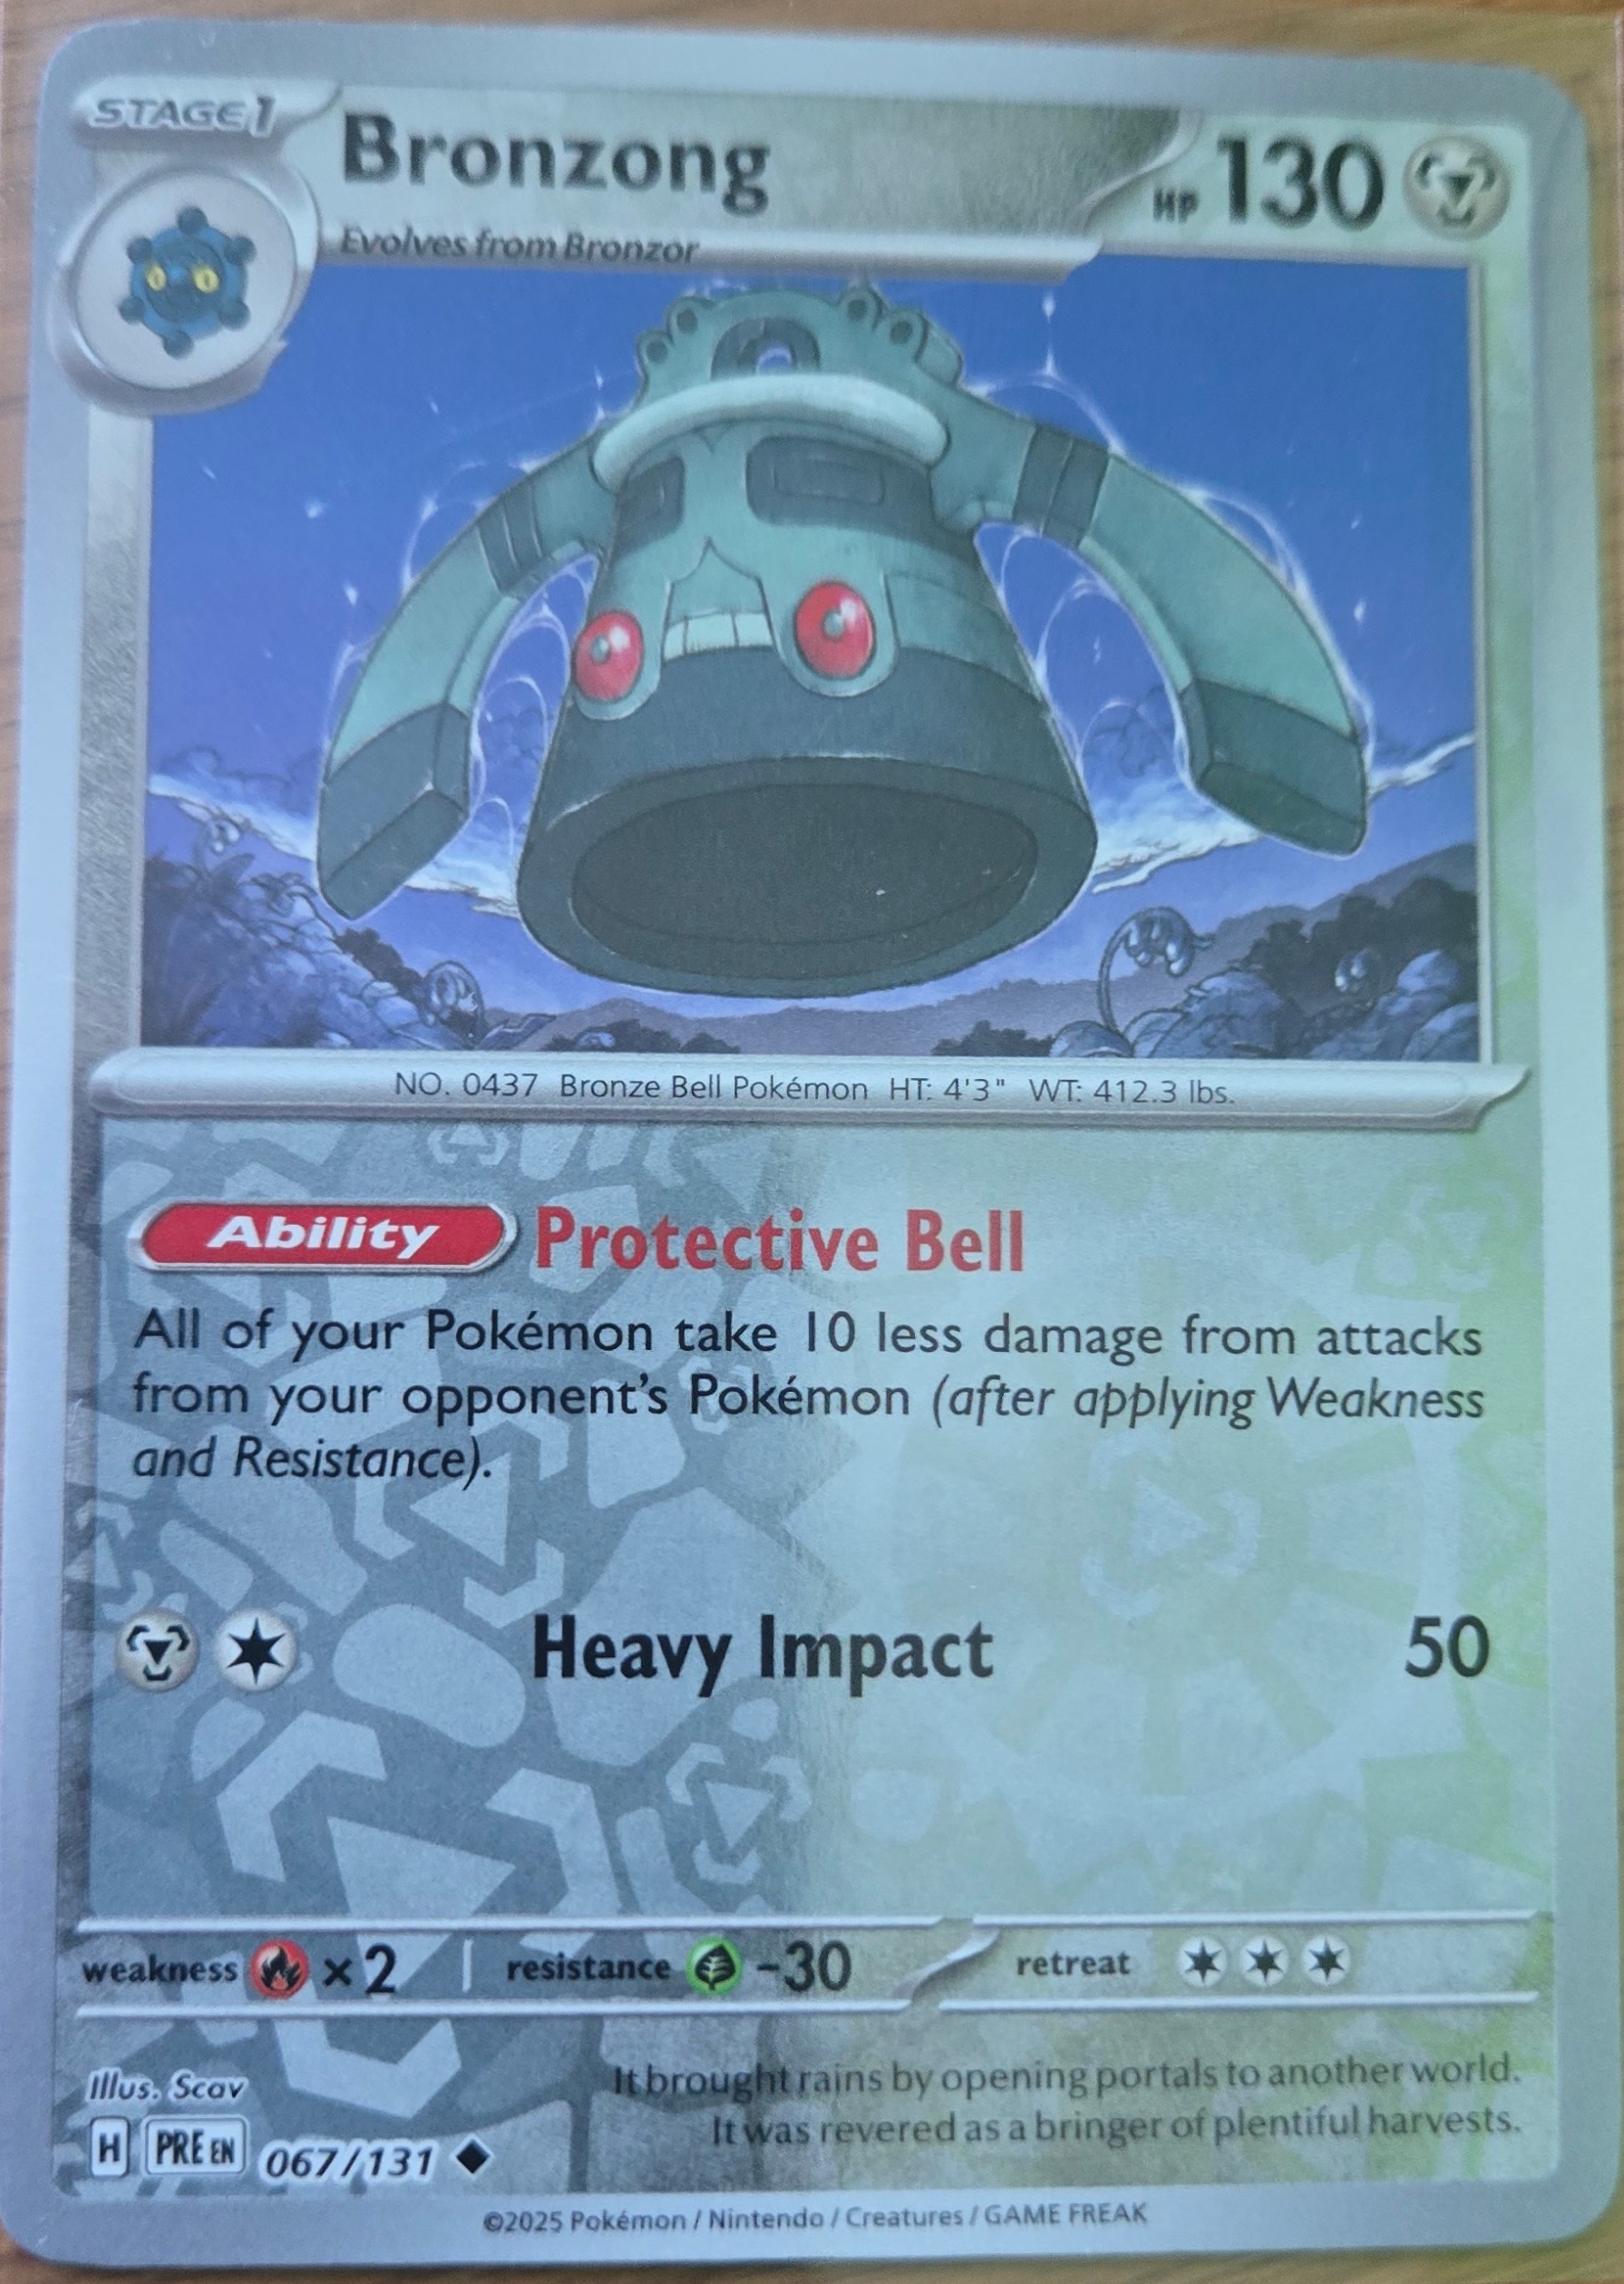 STAGE 1
Bronzong
HP 130
Evolves from Bronzor
NO. 0437 Bronze Bell Pokémon HT: 4'3" WT: 412.3 lbs.
Ability Protective Bell
All of your Pokémon take 10 less damage from attacks
from your opponent's Pokémon (after applying Weakness
and Resistance).
Heavy Impact 50
weakness ×2 resistance -30 retreat
Illus. Scav
It brought rains by opening portals to another world.
It was revered as a bringer of plentiful harvests.
H PRE EN 067/131
©2025 Pokémon / Nintendo / Creatures / GAME FREAK